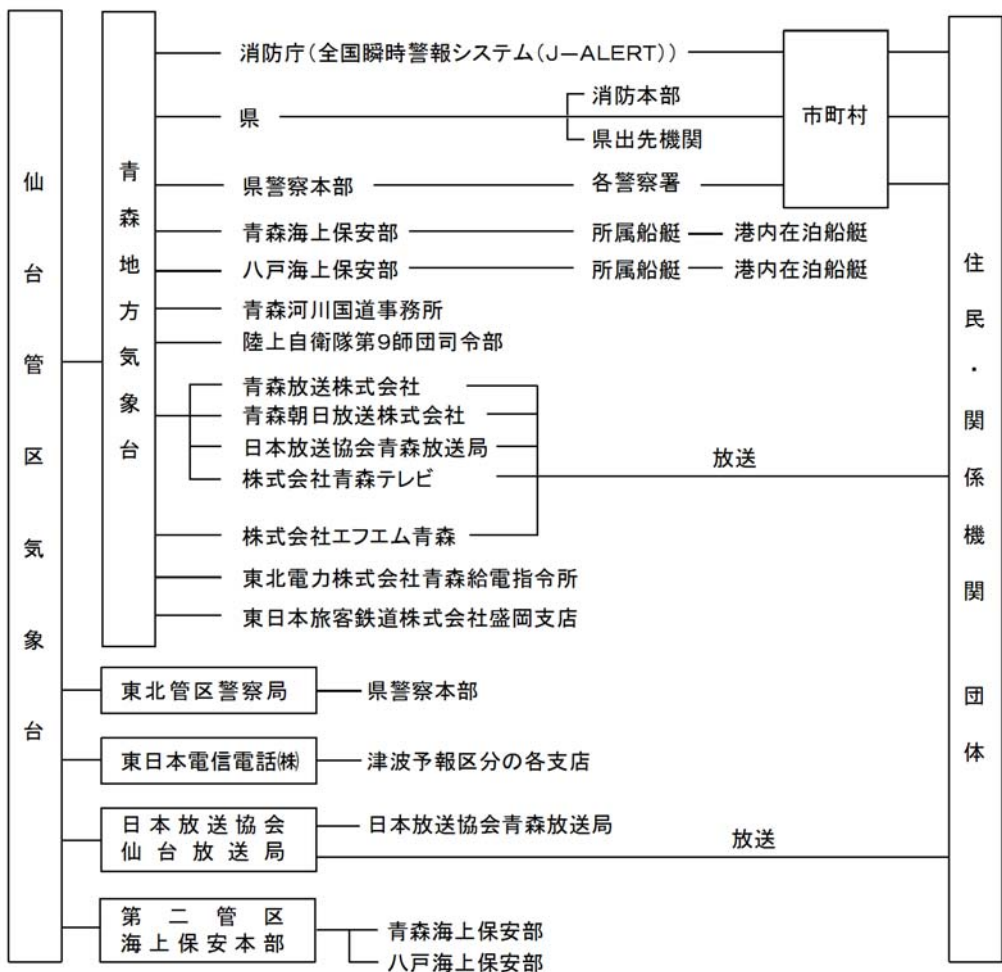 仙台管区気象台
青森地方気象台
消防庁(全国瞬時警報システム(J-ALERT))
県
消防本部
県出先機関
市町村
県警察本部
各警察署
青森海上保安部
所属船艇
港内在泊船艇
八戸海上保安部
所属船艇
港内在泊船艇
青森河川国道事務所
陸上自衛隊第9師団司令部
青森放送株式会社
青森朝日放送株式会社
日本放送協会青森放送局
株式会社青森テレビ
放送
株式会社エフエム青森
東北電力株式会社青森給電指令所
東日本旅客鉄道株式会社盛岡支店
東北管区警察局
県警察本部
東日本電信電話㈱
津波予報区分の各支店
日本放送協会
仙台放送局
日本放送協会青森放送局
放送
第二管区
海上保安本部
青森海上保安部
八戸海上保安部
住民・関係機関 団体